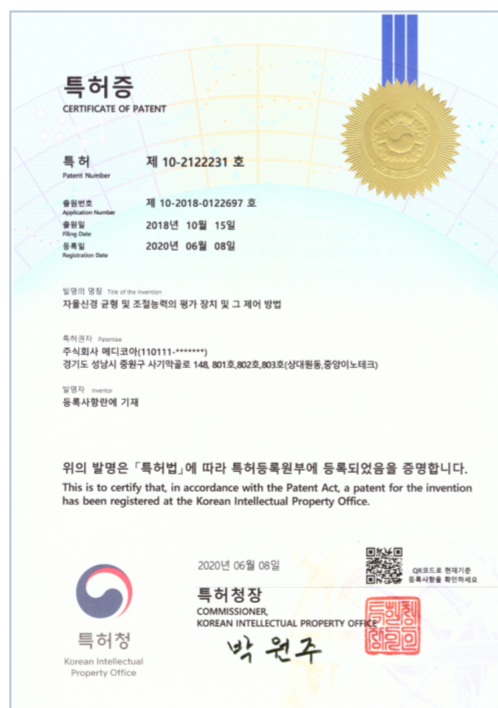 특허증
CERTIFICATE OF PATENT
특 허 제 10-2122231 호
Patent Number
출원번호 제 10-2018-0122697 호
Application Number
출원일 2018년 10월 15일
Filing Date
등록일 2020년 06월 08일
Registration Date
발명의 명칭 Title of the Invention
자율신경 균형 및 조절능력의 평가 장치 및 그 제어 방법
특허권자 Patentee
주식회사 메디코아(110111-*******)
경기도 성남시 중원구 사기막골로 148, 801호,802호,803호(상대원동,중앙이노테크)
발명자 Inventor
등록사항란에 기재
위의 발명은 「특허법」에 따라 특허등록원부에 등록되었음을 증명합니다.
This is to certify that, in accordance with the Patent Act, a patent for the invention
has been registered at the Korean Intellectual Property Office.
2020년 06월 08일
QR코드로 현재기준
등록사항을 확인하세요
특허청장
COMMISSIONER,
KOREAN INTELLECTUAL PROPERTY OFFICE
박원주
특허청
Korean Intellectual
Property Office